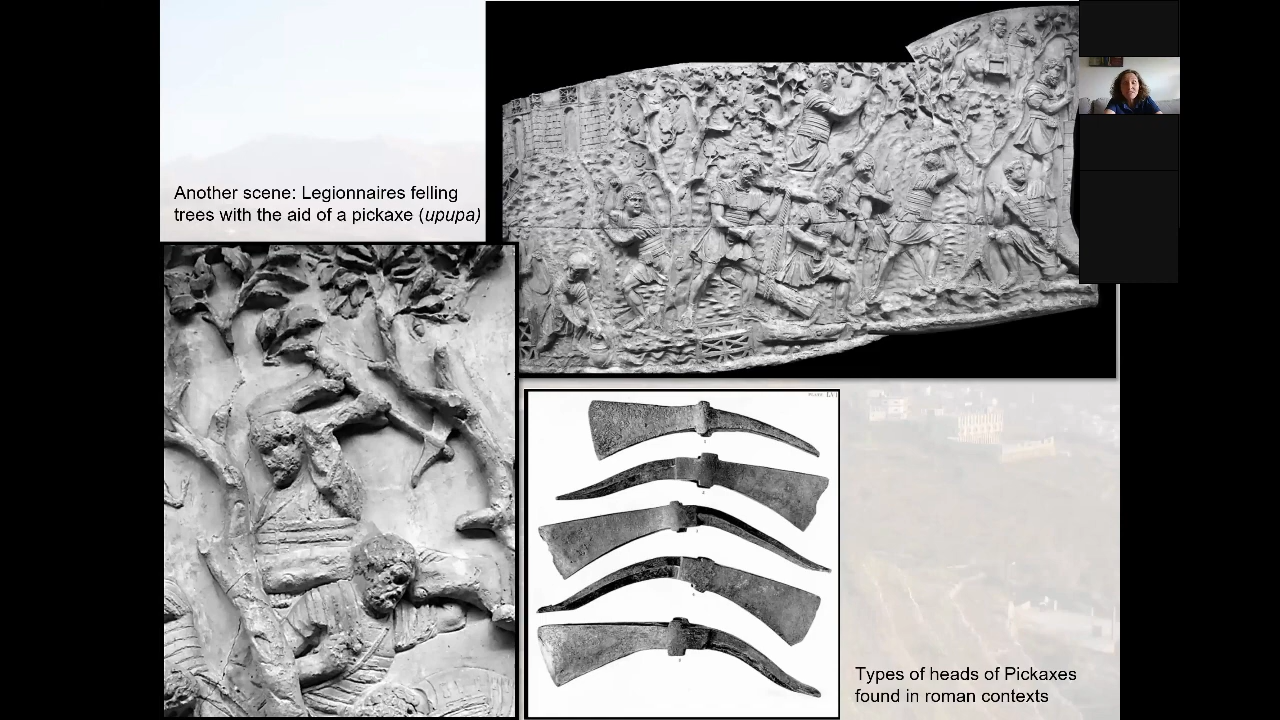 Another scene: Legionnaires felling
trees with the aid of a pickaxe (upupa)
Types of heads of Pickaxes
found in roman contexts